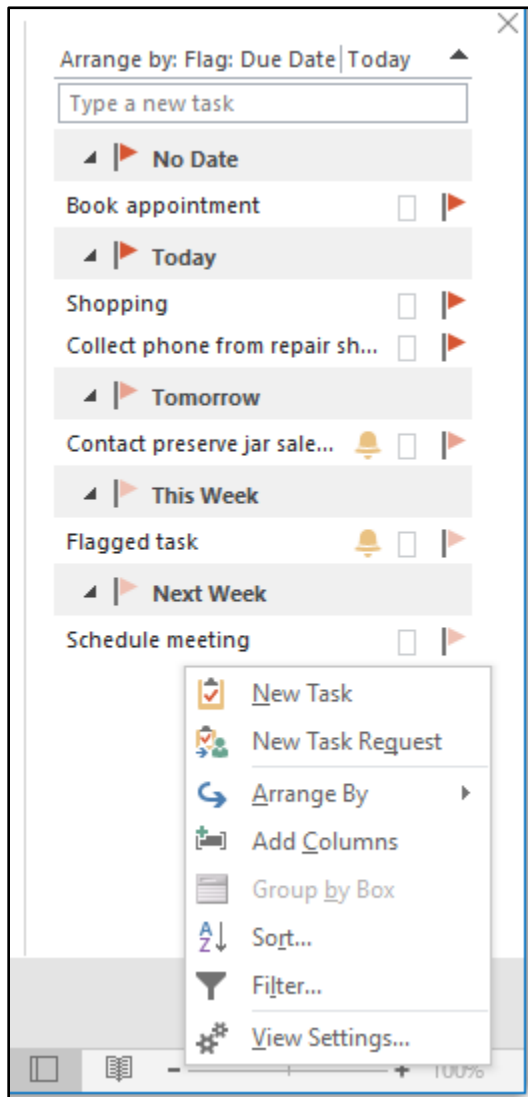 Arrange by: Flag: Due Date Today
Type a new task
No Date
Book appointment
Today
Shopping
Collect phone from repair sh...
Tomorrow
Contact preserve jar sale...
This Week
Flagged task
Next Week
Schedule meeting
New Task
New Task Request
Arrange By
Add Columns
Group by Box
Sort...
Filter...
View Settings...
100%